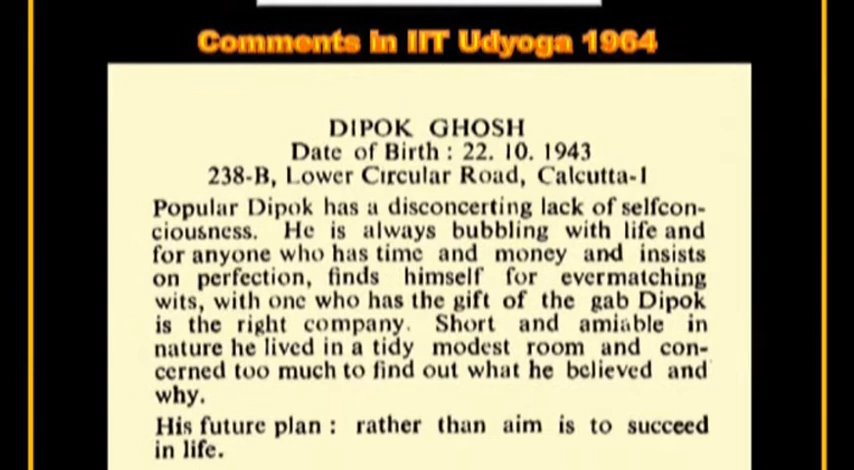 Comments in IIT Udyoga 1964
DIPOK GHOSH
Date of Birth : 22. 10. 1943
238-B, Lower Circular Road, Calcutta-1
Popular Dipok has a disconcerting lack of selfcon-
ciousness. He is always bubbling with life and
for anyone who has time and money and insists
on perfection, finds himself for evermatching
wits, with one who has the gift of the gab Dipok
is the right company. Short and amiable in
nature he lived in a tidy modest room and con-
cerned too much to find out what he believed and
why.
His future plan : rather than aim is to succeed
in life.